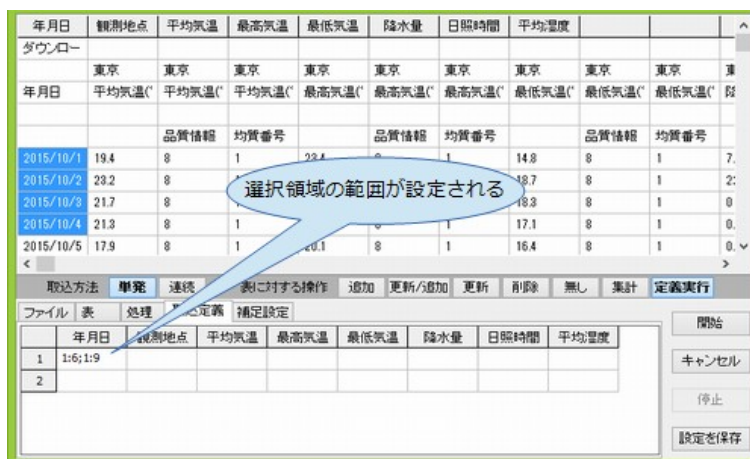 年月日 観測地点 平均気温 最高気温 最低気温 降水量 日照時間 平均湿度
ダウンロー
東京 東京 東京 東京 東京 東京 東京 東京 東京
年月日 平均気温(° 平均気温(° 平均気温(° 最高気温(° 最高気温(° 最高気温(° 最低気温(° 最低気温(° 最低気温(°
品質情報 均質番号 品質情報 均質番号 品質情報 均質番号
2015/10/1 19.4 8 1 23.4 8 1 14.8 8 1 7.
2015/10/2 23.2 8 18.7 8 1 2
2015/10/3 21.7 8 18.3 8 1 0
2015/10/4 21.3 8 17.1 8 1 0.
2015/10/5 17.9 8 1 20.1 8 1 16.4 8 1 0.
選択領域の範囲が設定される
取込方法 単発 連続 表に対する操作 追加 更新/追加 更新 削除 無し 集計 定義実行
ファイル 表 処理 取込定義 補足設定
年月日 観測地点 平均気温 最高気温 最低気温 降水量 日照時間 平均湿度
1 1:6;1:9
2
開始
キャンセル
停止
設定を保存